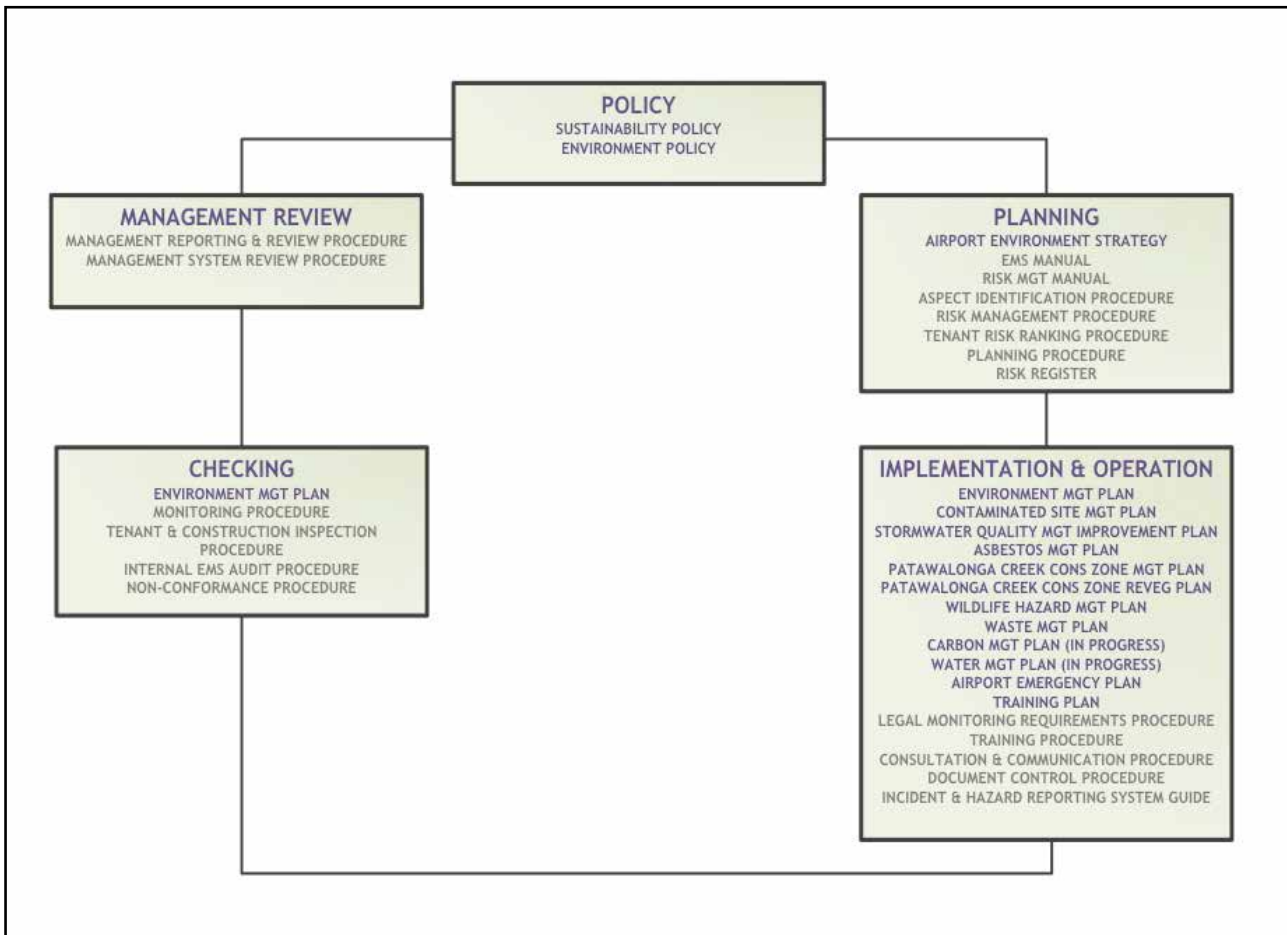 POLICY
SUSTAINABILITY POLICY
ENVIRONMENT POLICY
MANAGEMENT REVIEW
MANAGEMENT REPORTING & REVIEW PROCEDURE
MANAGEMENT SYSTEM REVIEW PROCEDURE
PLANNING
AIRPORT ENVIRONMENT STRATEGY
EMS MANUAL
RISK MGT MANUAL
ASPECT IDENTIFICATION PROCEDURE
RISK MANAGEMENT PROCEDURE
TENANT RISK RANKING PROCEDURE
PLANNING PROCEDURE
RISK REGISTER
CHECKING
ENVIRONMENT MGT PLAN
MONITORING PROCEDURE
TENANT & CONSTRUCTION INSPECTION
PROCEDURE
INTERNAL EMS AUDIT PROCEDURE
NON-CONFORMANCE PROCEDURE
IMPLEMENTATION & OPERATION
ENVIRONMENT MGT PLAN
CONTAMINATED SITE MGT PLAN
STORMWATER QUALITY MGT IMPROVEMENT PLAN
ASBESTOS MGT PLAN
PATAWALONGA CREEK CONS ZONE MGT PLAN
PATAWALONGA CREEK CONS ZONE REVEG PLAN
WILDLIFE HAZARD MGT PLAN
WASTE MGT PLAN
CARBON MGT PLAN (IN PROGRESS)
WATER MGT PLAN (IN PROGRESS)
AIRPORT EMERGENCY PLAN
TRAINING PLAN
LEGAL MONITORING REQUIREMENTS PROCEDURE
TRAINING PROCEDURE
CONSULTATION & COMMUNICATION PROCEDURE
DOCUMENT CONTROL PROCEDURE
INCIDENT & HAZARD REPORTING SYSTEM GUIDE